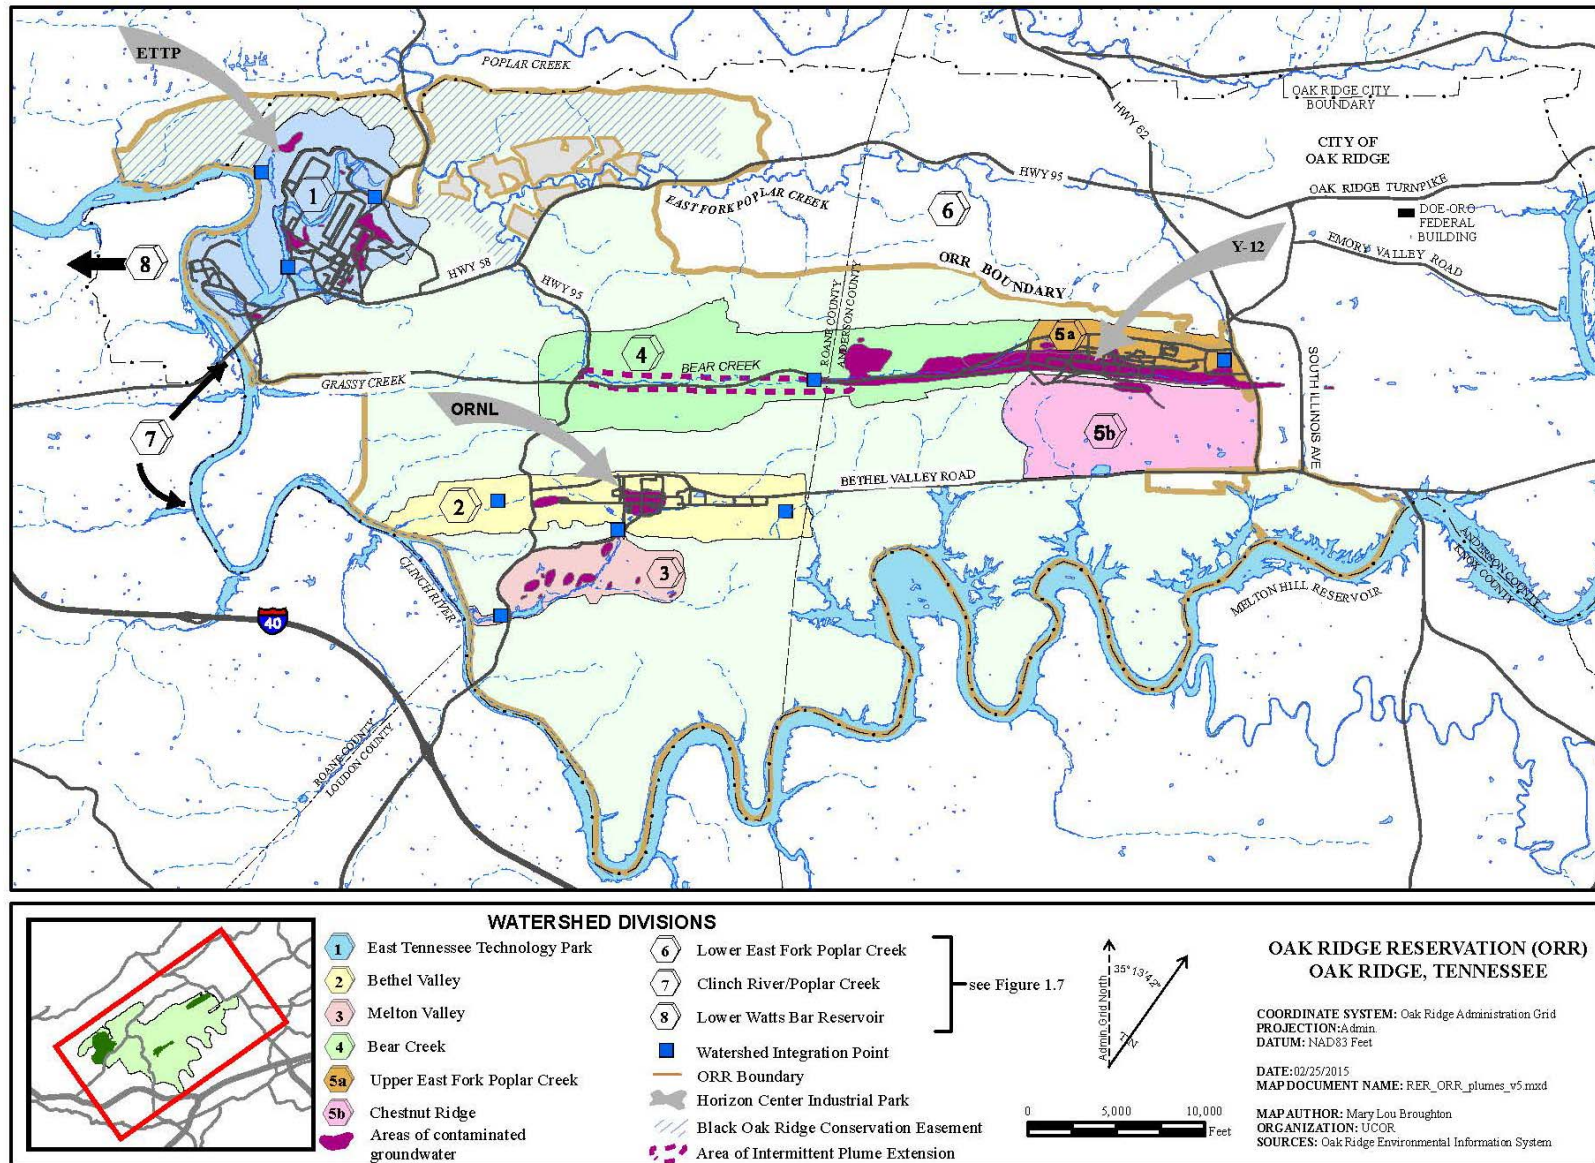 ETTP
POPLAR CREEK
OAK RIDGE CITY
BOUNDARY
HWY 62
CITY OF
OAK RIDGE
HWY 95
OAK RIDGE TURNPIKE
1
EAST FORK POPLAR CREEK
6
DOE-ORO
FEDERAL
BUILDING
EMORY VALLEY ROAD
Y-12
8
HWY 58
ORR BOUNDARY
HWY 95
ROANE COUNTY
ANDERSON COUNTY
5a
4
BEAR CREEK
GRASSY CREEK
SOUTH ILLINOIS AVE
ORNL
7
5b
BETHEL VALLEY ROAD
2
3
CLINCH RIVER
ANDERSON COUNTY
KNOX COUNTY
MELTON HILL RESERVOIR
40
ROANE COUNTY
LOUDON COUNTY
WATERSHED DIVISIONS
1 East Tennessee Technology Park
2 Bethel Valley
3 Melton Valley
4 Bear Creek
5a Upper East Fork Poplar Creek
5b Chestnut Ridge
Areas of contaminated
groundwater
6 Lower East Fork Poplar Creek
7 Clinch River/Poplar Creek
8 Lower Watts Bar Reservoir
see Figure 1.7
Watershed Integration Point
ORR Boundary
Horizon Center Industrial Park
Black Oak Ridge Conservation Easement
Area of Intermittent Plume Extension
Admin Grid North
35°13'42"
TN
0 5,000 10,000
Feet
OAK RIDGE RESERVATION (ORR)
OAK RIDGE, TENNESSEE
COORDINATE SYSTEM: Oak Ridge Administration Grid
PROJECTION:Admin.
DATUM: NAD83 Feet
DATE:02/25/2015
MAP DOCUMENT NAME: RER_ORR_plumes_v5.mxd
MAP AUTHOR: Mary Lou Broughton
ORGANIZATION: UCOR
SOURCES: Oak Ridge Environmental Information System